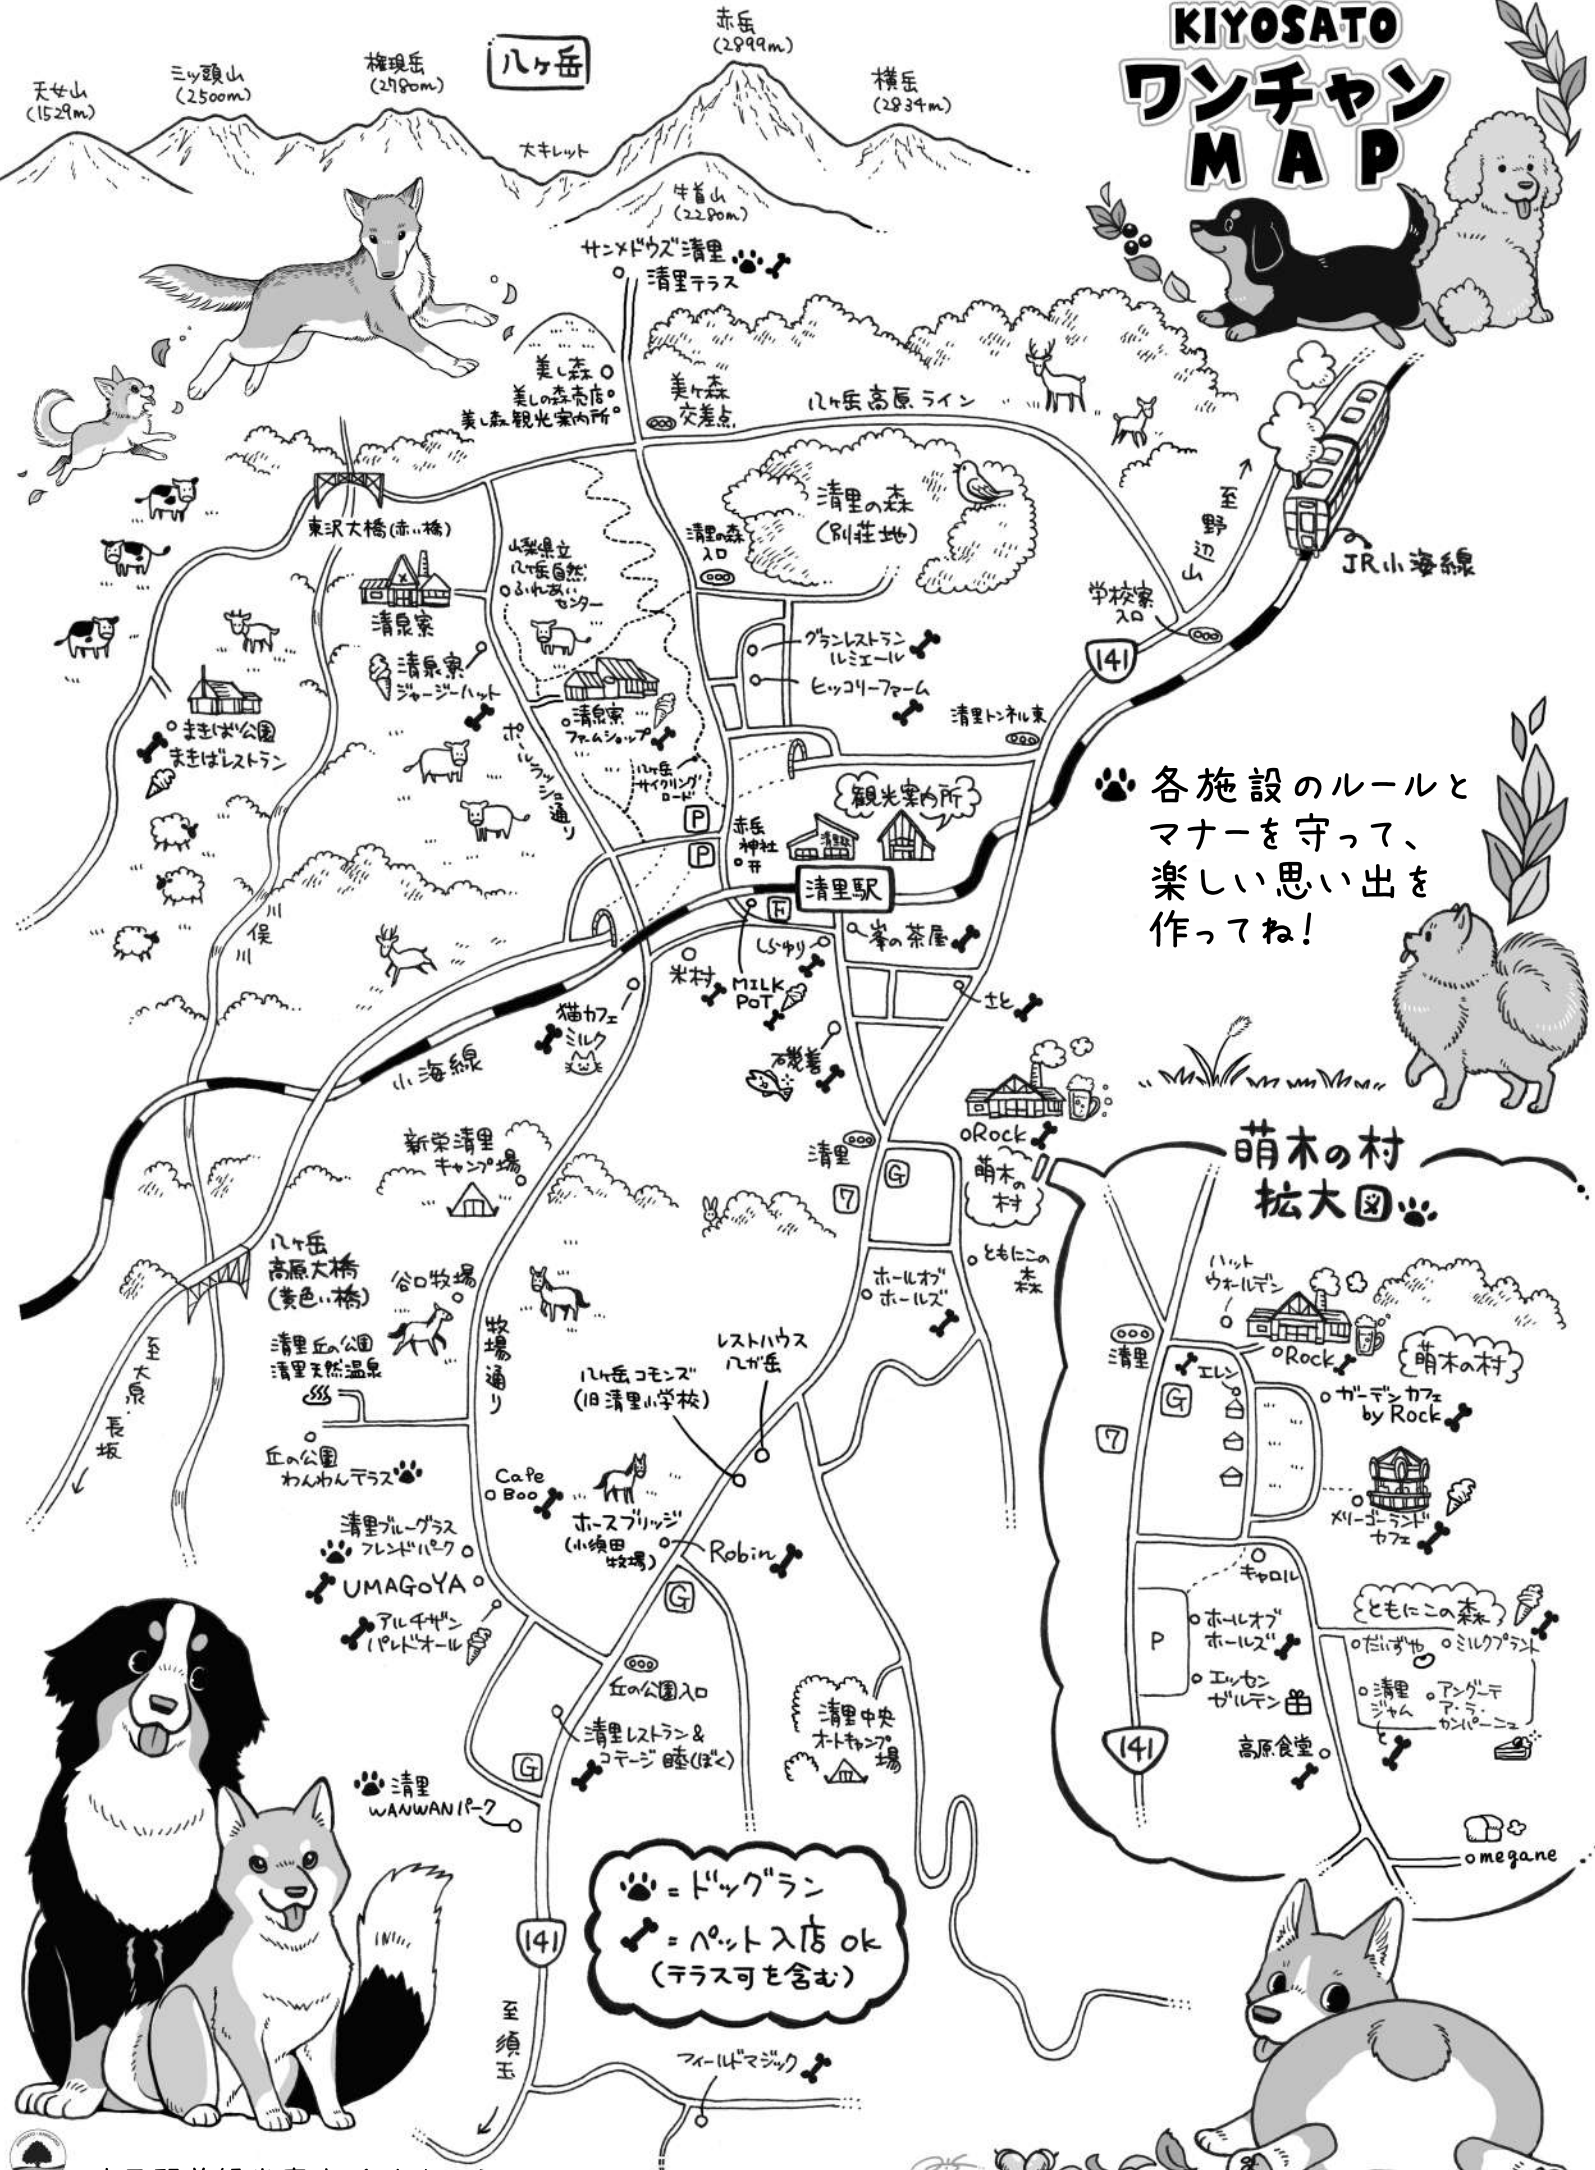 KIYOSATO
ワンチャン
MAP
赤岳
(2899m)
八ヶ岳
権現岳
(2780m)
三ッ頭山
(2500m)
天女山
(1529m)
横岳
(2834m)
大キレット
牛首山
(2280m)
サンメドウズ清里
清里テラス
美し森
美しの森売店
美し森観光案内所
美ヶ森
交差点
八ヶ岳高原ライン
清里の森
(別荘地)
清里の森
入口
至野辺山
JR小海線
学校寮
入口
141
東沢大橋(赤い橋)
山梨県立
八ヶ岳自然
ふれあい
センター
清泉寮
清泉寮
ジャージーハット
清泉寮
ファームショップ
ポールラッシュ通り
八ヶ岳
サイクリング
ロード
グランレストラン
ルミエール
ヒッコリーファーム
清里トンネル東
まきば公園
まきばレストラン
観光案内所
P
P
赤岳
神社
清里駅
清里駅
各施設のルールと
マナーを守って、
楽しい思い出を
作ってね!
川俣川
峯の茶屋
しらゆり
米村
MILK
POT
さと
猫カフェ
ミルク
磯善
小海線
Rock
萌木の
村
清里
G
7
新栄清里
キャンプ場
八ヶ岳
高原大橋
(黄色い橋)
谷口牧場
ともにこの
森
ホールオブ
ホールズ
至大泉・長坂
清里丘の公園
清里天然温泉
牧場通り
レストハウス
八ヶ岳
八ヶ岳コモンズ
(旧清里小学校)
丘の公園
わんわんテラス
Cafe
Boo
ホースブリッジ
(小須田
牧場)
Robin
清里ブルーグラス
フレンドパーク
UMAGOYA
アルチザン
パレドオール
G
丘の公園入口
清里レストラン&
コテージ睦(ぼく)
G
清里
WANWANパーク
清里中央
オートキャンプ
場
=ドッグラン
=ペット入店OK
(テラス可を含む)
141
至須玉
フィールドマジック
萌木の村
拡大図
ハット
ウォールデン
Rock
萌木の村
清里
エレン
ガーデンカフェ
by Rock
G
7
メリーゴーランド
カフェ
キャロル
P
ホールオブ
ホールズ
エッセン
ガルテン
ともにこの森
だいずや
ミルクプラント
清里
ジャム
アングーテ
ア・ラ・
カンパーニュ
高原食堂
141
megane